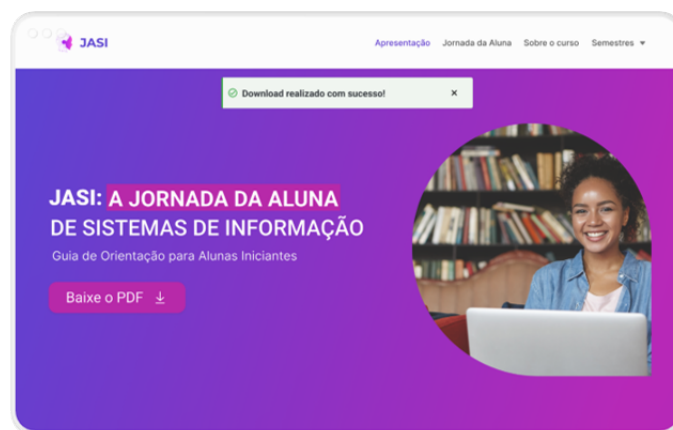 JASI
Apresentação Jornada da Aluna Sobre o curso Semestres
Download realizado com sucesso!
JASI: A JORNADA DA ALUNA
DE SISTEMAS DE INFORMAÇÃO
Guia de Orientação para Alunas Iniciantes
Baixe o PDF